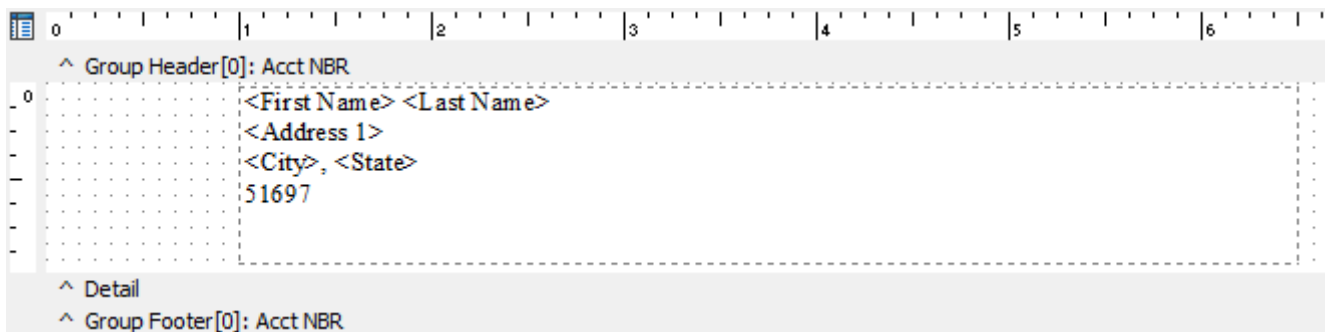 0 1 2 3 4 5 6
^ Group Header[0]: Acct NBR
0
<First Name> <Last Name>
<Address 1>
<City>, <State>
51697
^ Detail
^ Group Footer[0]: Acct NBR